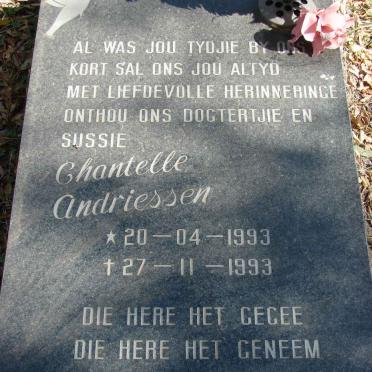 AL WAS JOU TYDJIE BY ONS
KORT SAL ONS JOU ALTYD
MET LIEFDEVOLLE HERINNERINGE
ONTHOU ONS DOGTERTJIE EN
SUSSIE
Chantelle
Andriessen
★ 20-04-1993
† 27-11-1993
DIE HERE HET GEGEE
DIE HERE HET GENEEM